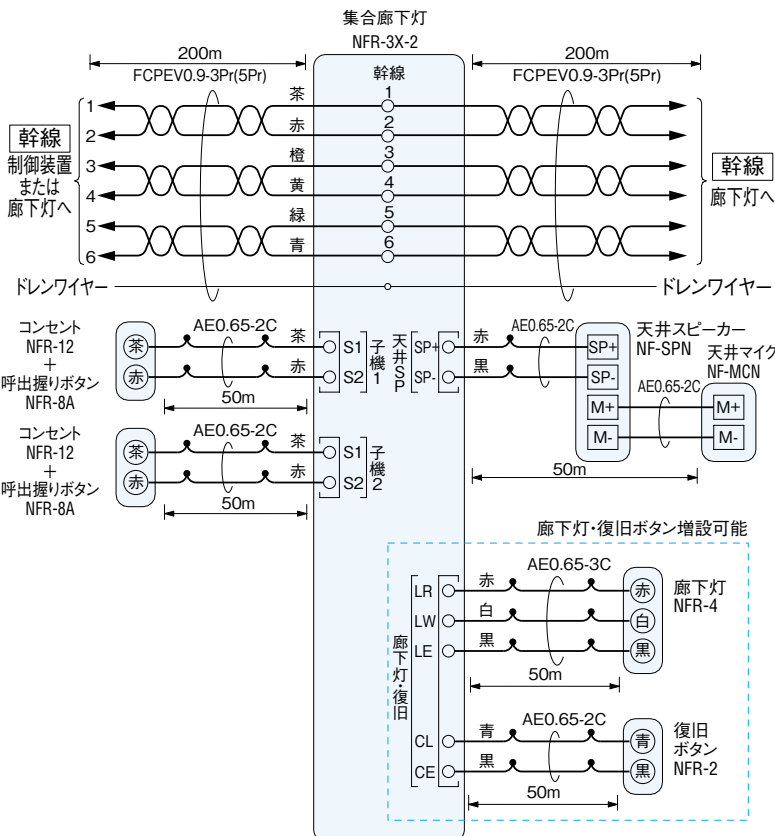 集合廊下灯
NFR-3X-2
200m
FCPEV0.9-3Pr(5Pr)
200m
FCPEV0.9-3Pr(5Pr)
幹線
1
茶
1
2
赤
2
3
橙
3
4
黄
4
5
緑
5
6
青
6
幹線
制御装置
または
廊下灯へ
幹線
廊下灯へ
ドレンワイヤー
ドレンワイヤー
コンセント
NFR-12
+
呼出握りボタン
NFR-8A
茶
赤
AE0.65-2C
茶
赤
50m
S1
S2
子機1
コンセント
NFR-12
+
呼出握りボタン
NFR-8A
茶
赤
AE0.65-2C
茶
赤
50m
S1
S2
子機2
天井SP
SP+
SP-
赤
黒
AE0.65-2C
SP+
SP-
M+
M-
天井スピーカー
NF-SPN
天井マイク
NF-MCN
AE0.65-2C
M+
M-
50m
廊下灯・復旧ボタン増設可能
廊下灯・復旧
LR
LW
LE
赤
白
黒
AE0.65-3C
赤
白
黒
廊下灯
NFR-4
50m
CL
CE
青
黒
AE0.65-2C
青
黒
復旧
ボタン
NFR-2
50m